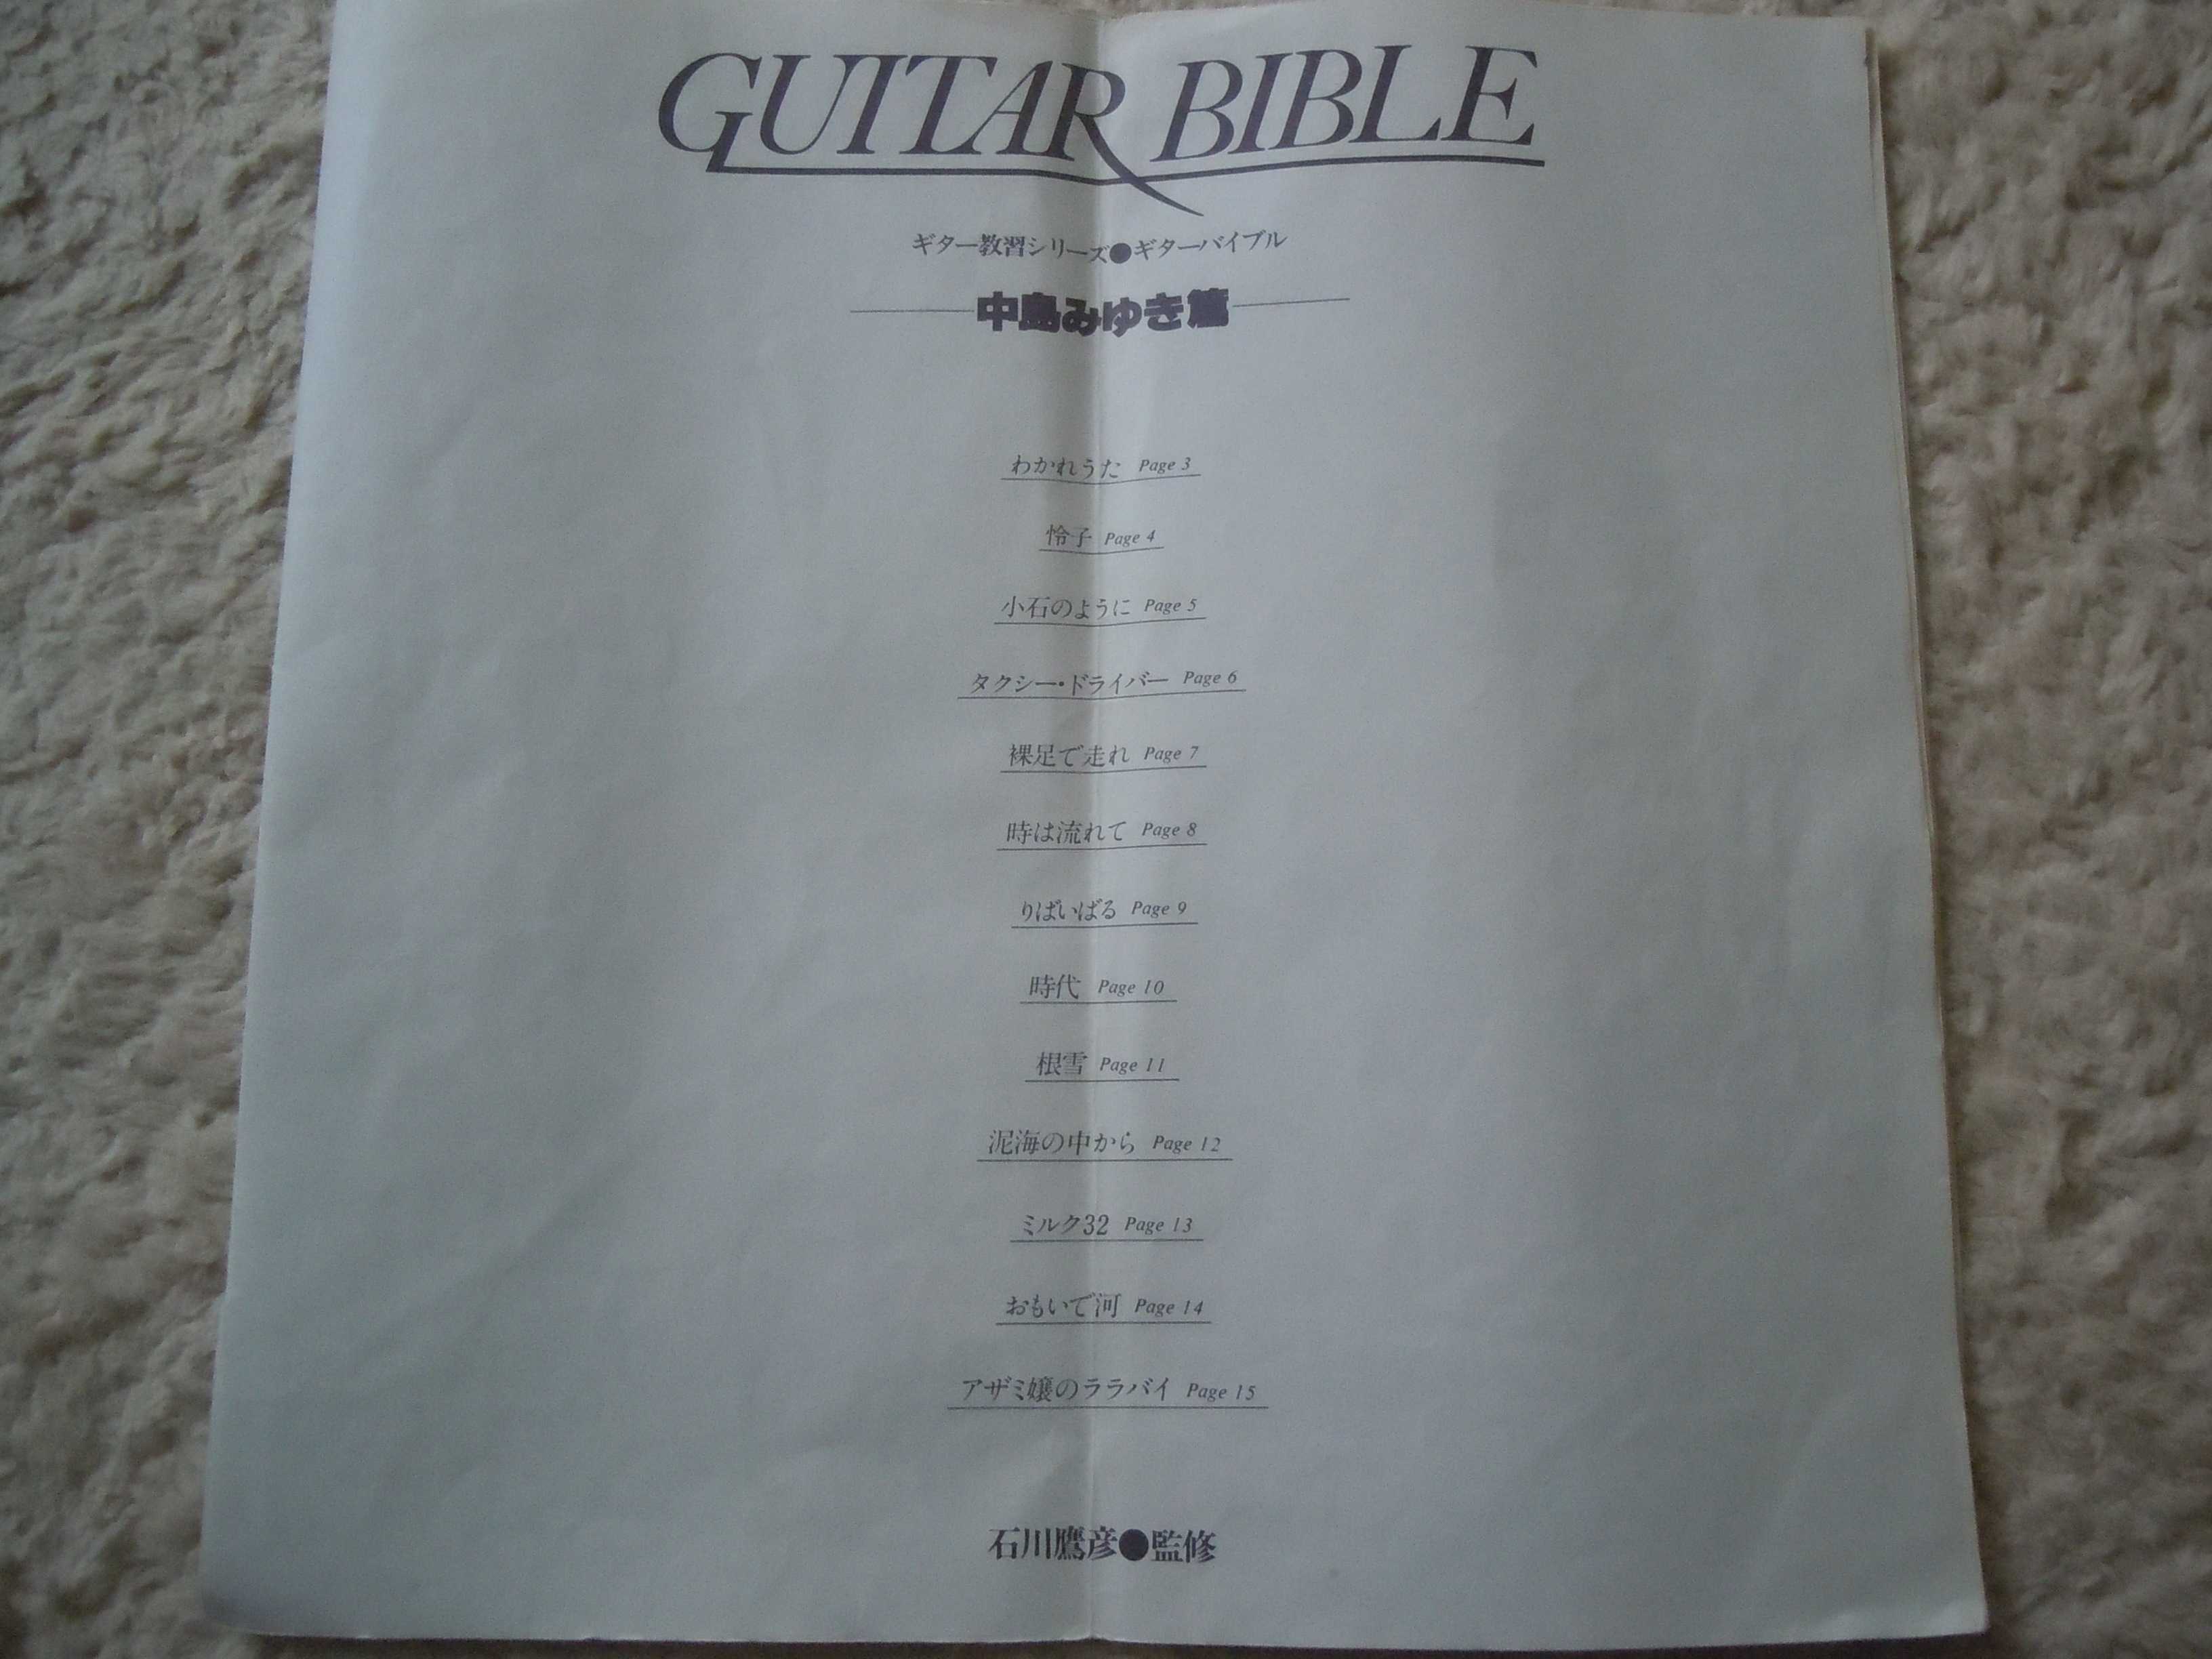 GUITAR BIBLE
ギター教習シリーズ●ギターバイブル
中島みゆき篇
わかれうた Page 3
怜子 Page 4
小石のように Page 5
タクシー・ドライバー Page 6
裸足で走れ Page 7
時は流れて Page 8
りばいばる Page 9
時代 Page 10
根雪 Page 11
泥海の中から Page 12
ミルク32 Page 13
おもいで河 Page 14
アザミ嬢のララバイ Page 15
石川鷹彦●監修